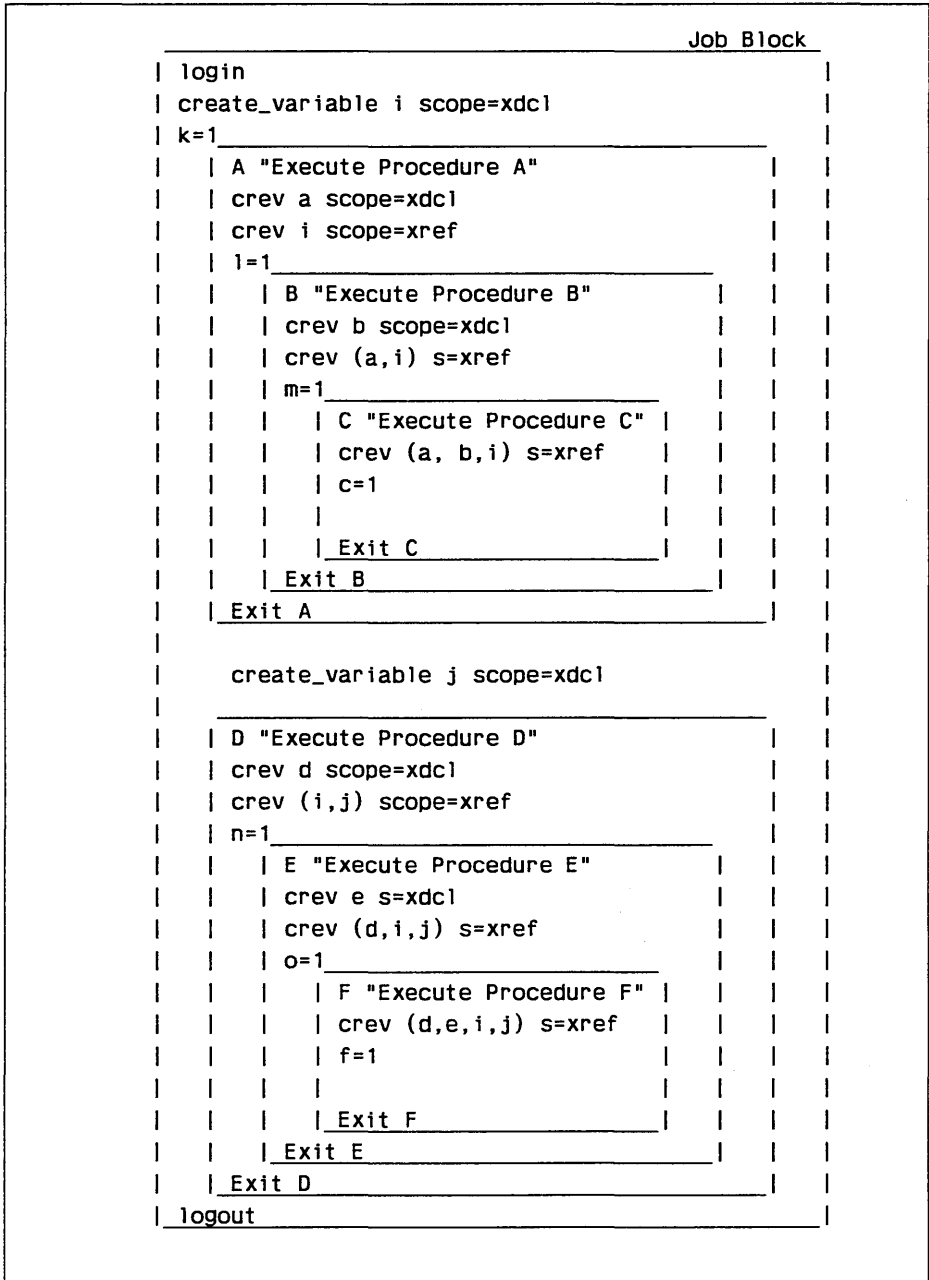 Job Block
login
create_variable i scope=xdcl
k=1
A "Execute Procedure A"
crev a scope=xdcl
crev i scope=xref
l=1
B "Execute Procedure B"
crev b scope=xdcl
crev (a,i) s=xref
m=1
C "Execute Procedure C"
crev (a, b,i) s=xref
c=1
Exit C
Exit B
Exit A
create_variable j scope=xdcl
D "Execute Procedure D"
crev d scope=xdcl
crev (i,j) scope=xref
n=1
E "Execute Procedure E"
crev e s=xdcl
crev (d,i,j) s=xref
o=1
F "Execute Procedure F"
crev (d,e,i,j) s=xref
f=1
Exit F
Exit E
Exit D
logout